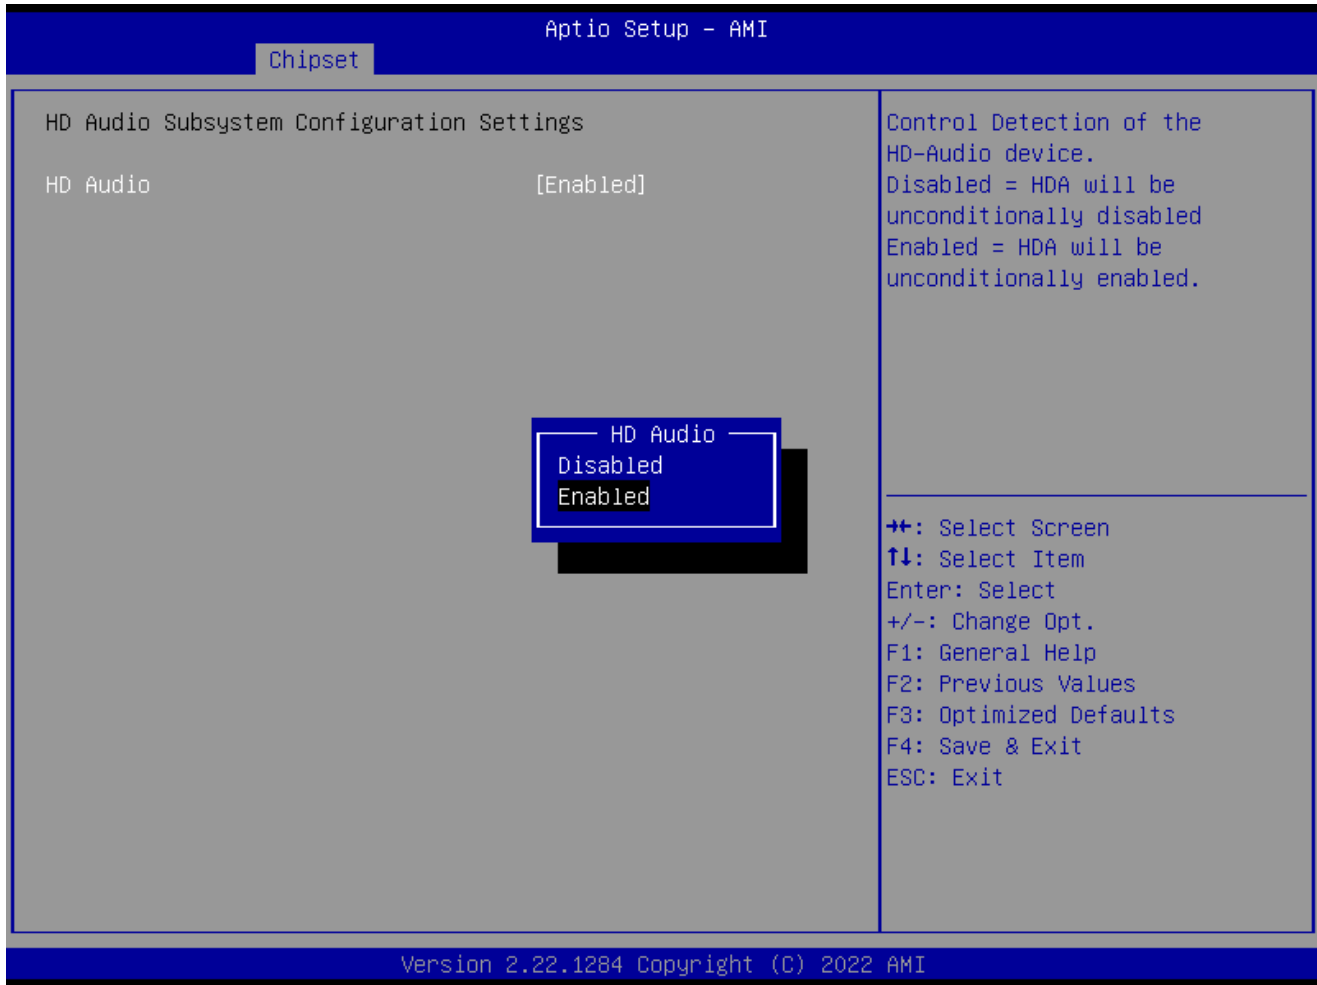 Aptio Setup – AMI
Chipset
HD Audio Subsystem Configuration Settings
HD Audio [Enabled]
Control Detection of the
HD-Audio device.
Disabled = HDA will be
unconditionally disabled
Enabled = HDA will be
unconditionally enabled.
HD Audio
Disabled
Enabled
→←: Select Screen
↑↓: Select Item
Enter: Select
+/-: Change Opt.
F1: General Help
F2: Previous Values
F3: Optimized Defaults
F4: Save & Exit
ESC: Exit
Version 2.22.1284 Copyright (C) 2022 AMI